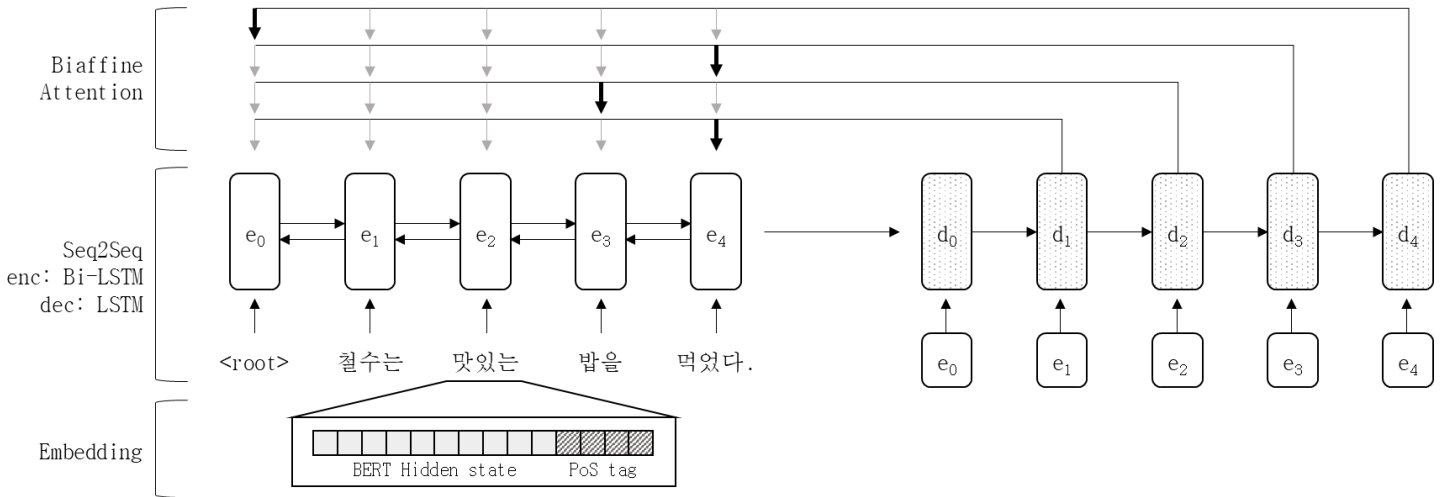 Biaffine
Attention
Seq2Seq
enc: Bi-LSTM
dec: LSTM
e₀ e₁ e₂ e₃ e₄ d₀ d₁ d₂ d₃ d₄
<root> 철수는 맛있는 밥을 먹었다. e₀ e₁ e₂ e₃ e₄
Embedding
BERT Hidden state PoS tag